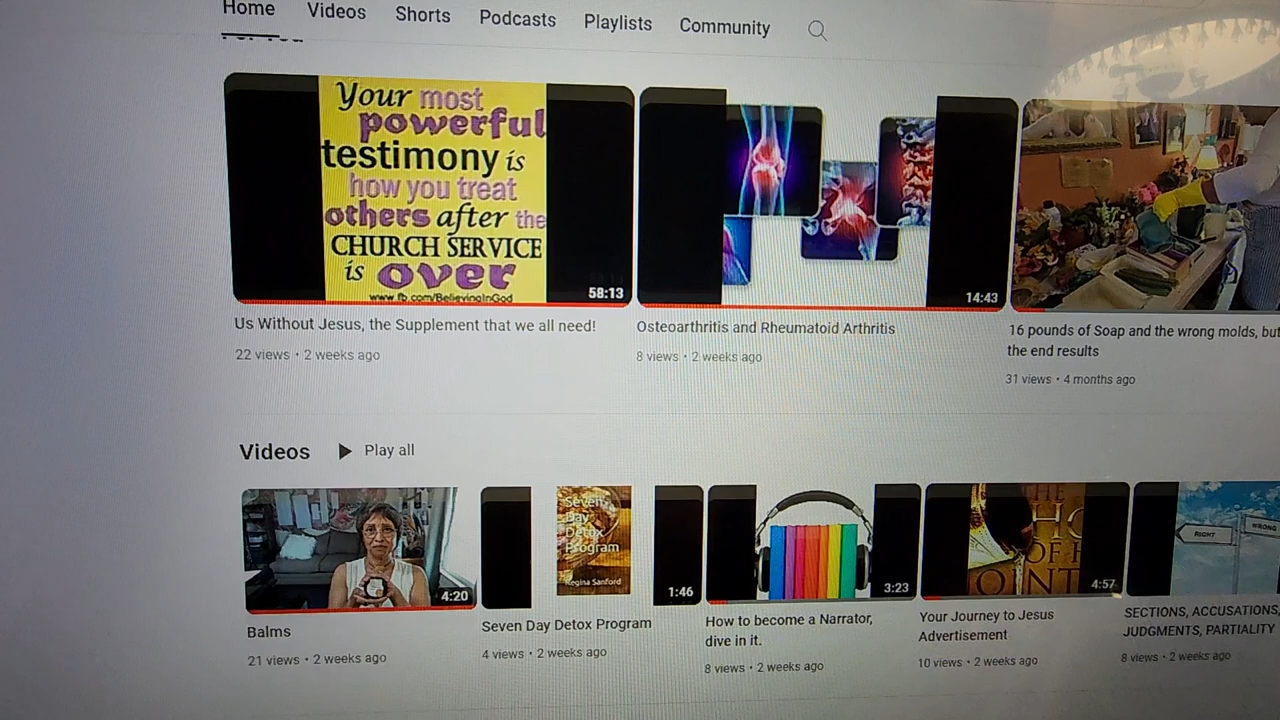 Home Videos Shorts Podcasts Playlists Community
For You
Your most
powerful
testimony is
how you treat
others after the
CHURCH SERVICE
is over
www.fb.com/BelievingInGod
58:13
14:43
Us Without Jesus, the Supplement that we all need!
22 views • 2 weeks ago
Osteoarthritis and Rheumatoid Arthritis
8 views • 2 weeks ago
16 pounds of Soap and the wrong molds, but
the end results
31 views • 4 months ago
Videos Play all
4:20
Balms
21 views • 2 weeks ago
Seven
Day
Detox
Program
Regina Sanford
1:46
Seven Day Detox Program
4 views • 2 weeks ago
3:23
How to become a Narrator,
dive in it.
8 views • 2 weeks ago
THE
HO
OF H
OINT
4:57
Your Journey to Jesus
Advertisement
10 views • 2 weeks ago
RIGHT
WRONG
SECTIONS, ACCUSATIONS,
JUDGMENTS, PARTIALITY
8 views • 2 weeks ago